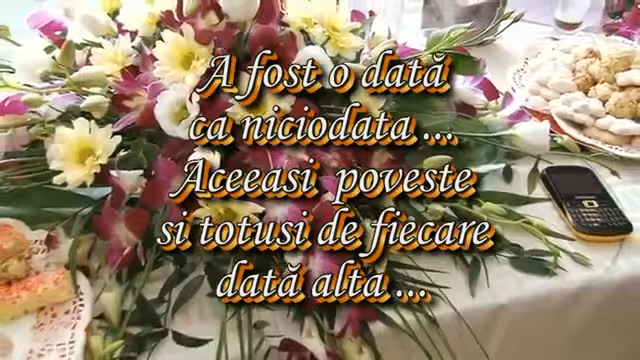 A fost o dată
ca niciodata ...
Aceeasi poveste
si totusi de fiecare
dată alta ...